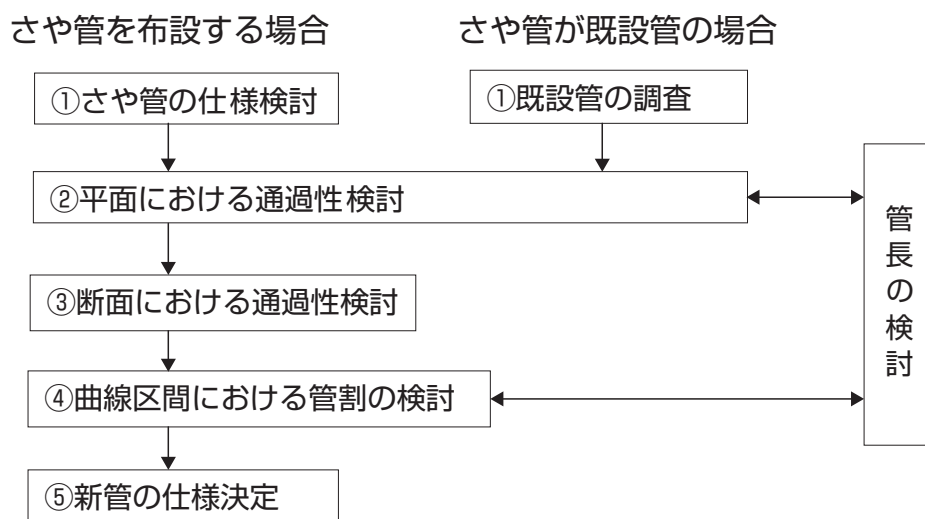 さや管を布設する場合
さや管が既設管の場合
①さや管の仕様検討
①既設管の調査
②平面における通過性検討
管長の検討
③断面における通過性検討
④曲線区間における管割の検討
⑤新管の仕様決定